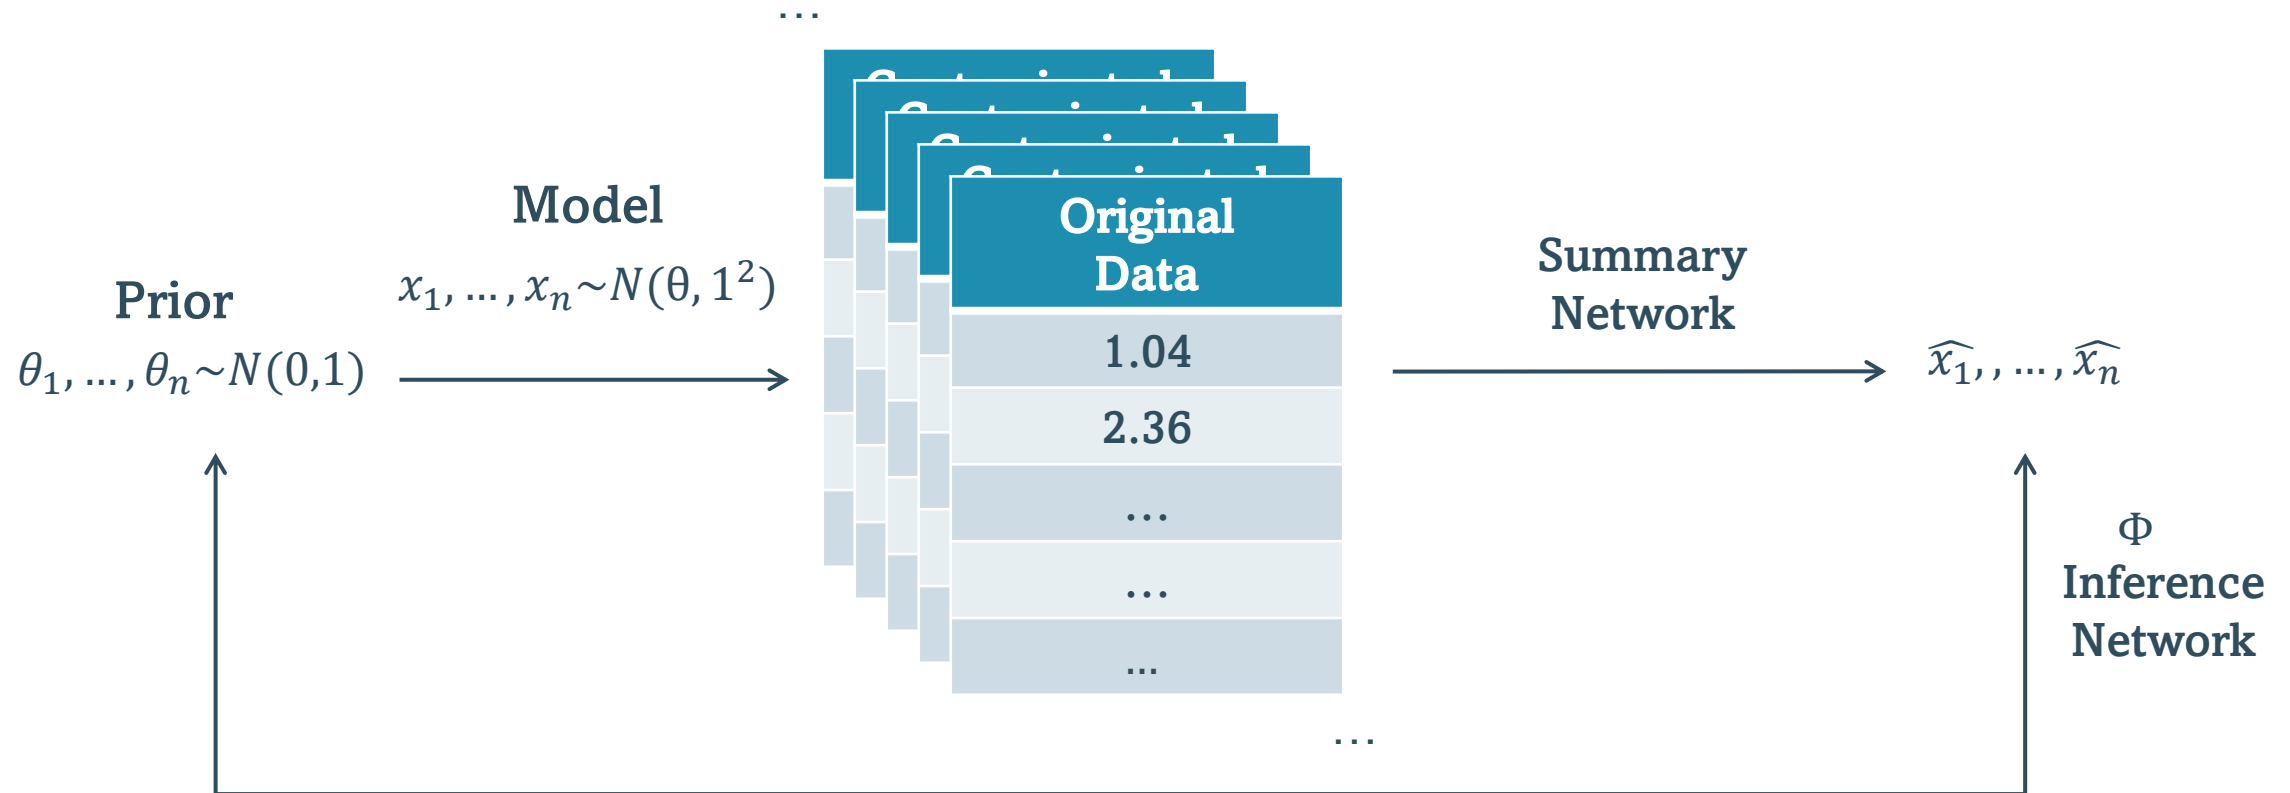 ...
Prior
θ₁, ... , θₙ~N(0,1)
Model
x₁, ... , xₙ~N(θ, 1²)
Original
Data
1.04
2.36
...
...
...
...
Summary
Network
x̂₁, , ... , x̂ₙ
Φ
Inference
Network